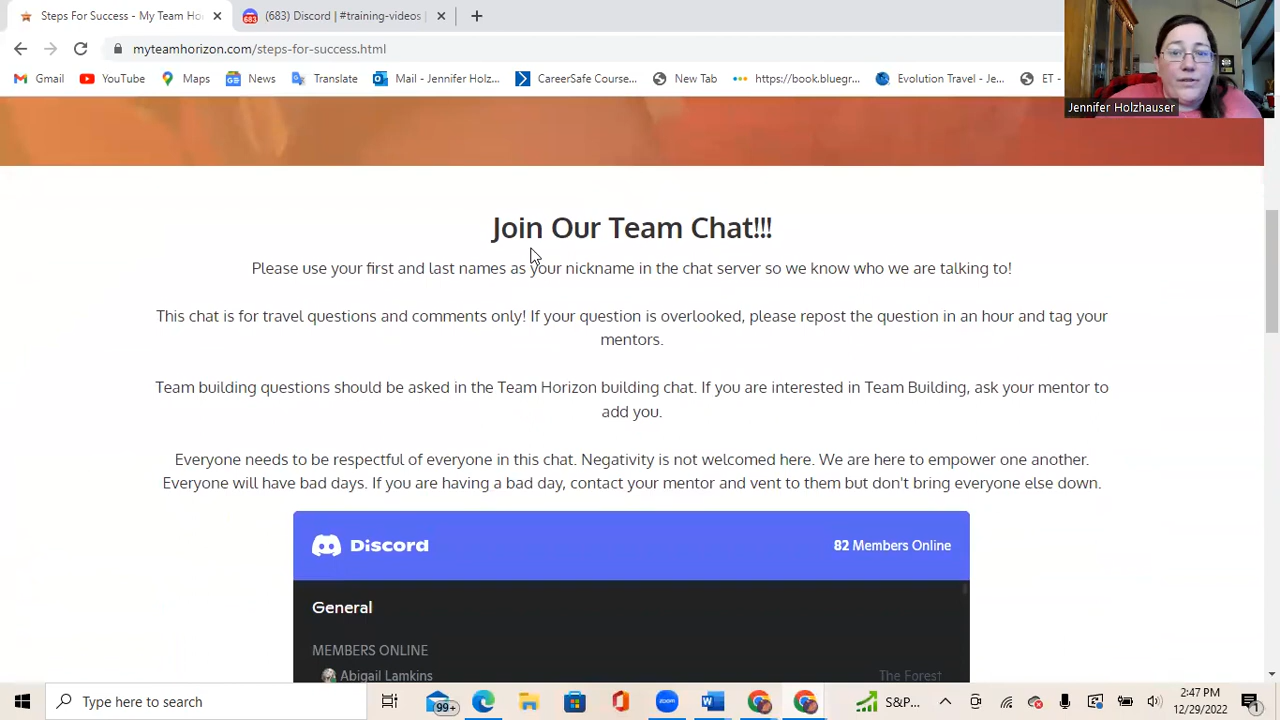 Steps For Success - My Team Ho
(683) Discord | #training-videos
myteamhorizon.com/steps-for-success.html
Gmail YouTube Maps News Translate Mail - Jennifer Holz... CareerSafe Course... New Tab https://book.bluegr... Evolution Travel - Je... ET -
Jennifer Holzhauser
Join Our Team Chat!!!
Please use your first and last names as your nickname in the chat server so we know who we are talking to!
This chat is for travel questions and comments only! If your question is overlooked, please repost the question in an hour and tag your
mentors.
Team building questions should be asked in the Team Horizon building chat. If you are interested in Team Building, ask your mentor to
add you.
Everyone needs to be respectful of everyone in this chat. Negativity is not welcomed here. We are here to empower one another.
Everyone will have bad days. If you are having a bad day, contact your mentor and vent to them but don't bring everyone else down.
Discord 82 Members Online
General
MEMBERS ONLINE
Abigail Lamkins The Forest
Type here to search
99+
S&P...
2:47 PM
12/29/2022
1